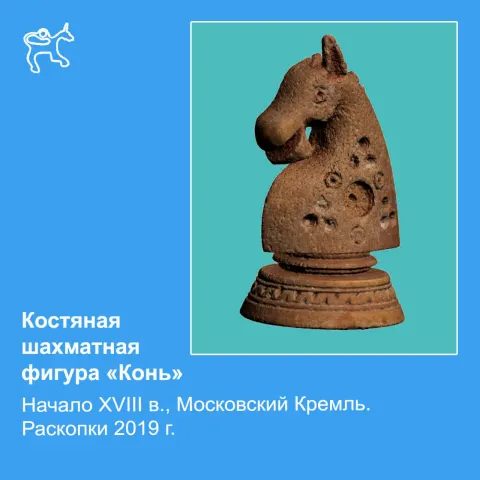 Костяная
шахматная
фигура «Конь»
Начало XVIII в., Московский Кремль.
Раскопки 2019 г.